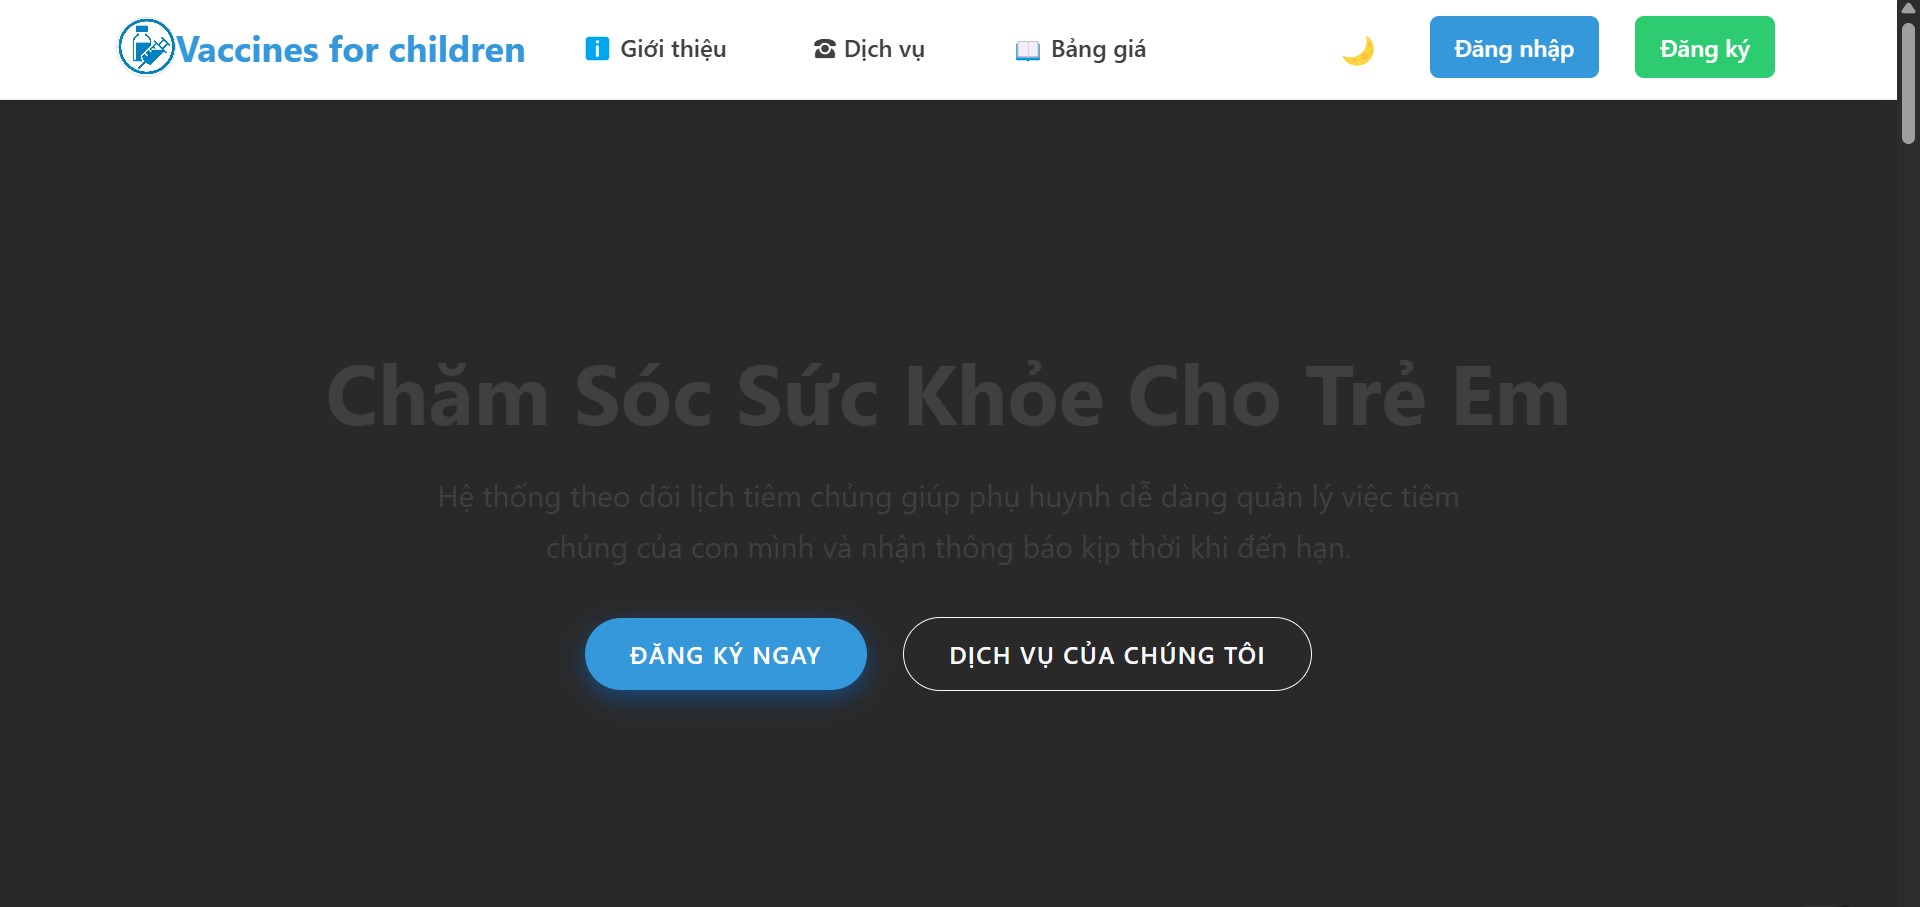 Vaccines for children
Giới thiệu
Dịch vụ
Bảng giá
Đăng nhập
Đăng ký
Chăm Sóc Sức Khỏe Cho Trẻ Em
Hệ thống theo dõi lịch tiêm chủng giúp phụ huynh dễ dàng quản lý việc tiêm
chủng của con mình và nhận thông báo kịp thời khi đến hạn.
ĐĂNG KÝ NGAY
DỊCH VỤ CỦA CHÚNG TÔI